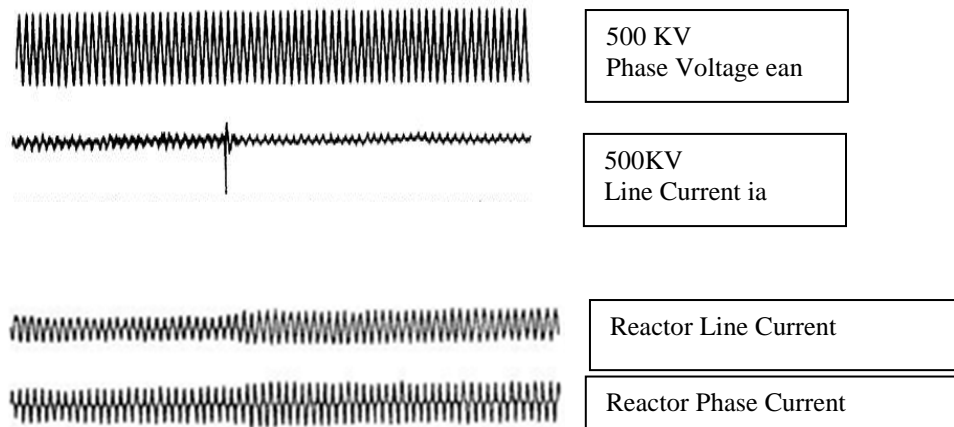 500 KV
Phase Voltage ean
500KV
Line Current ia
Reactor Line Current
Reactor Phase Current